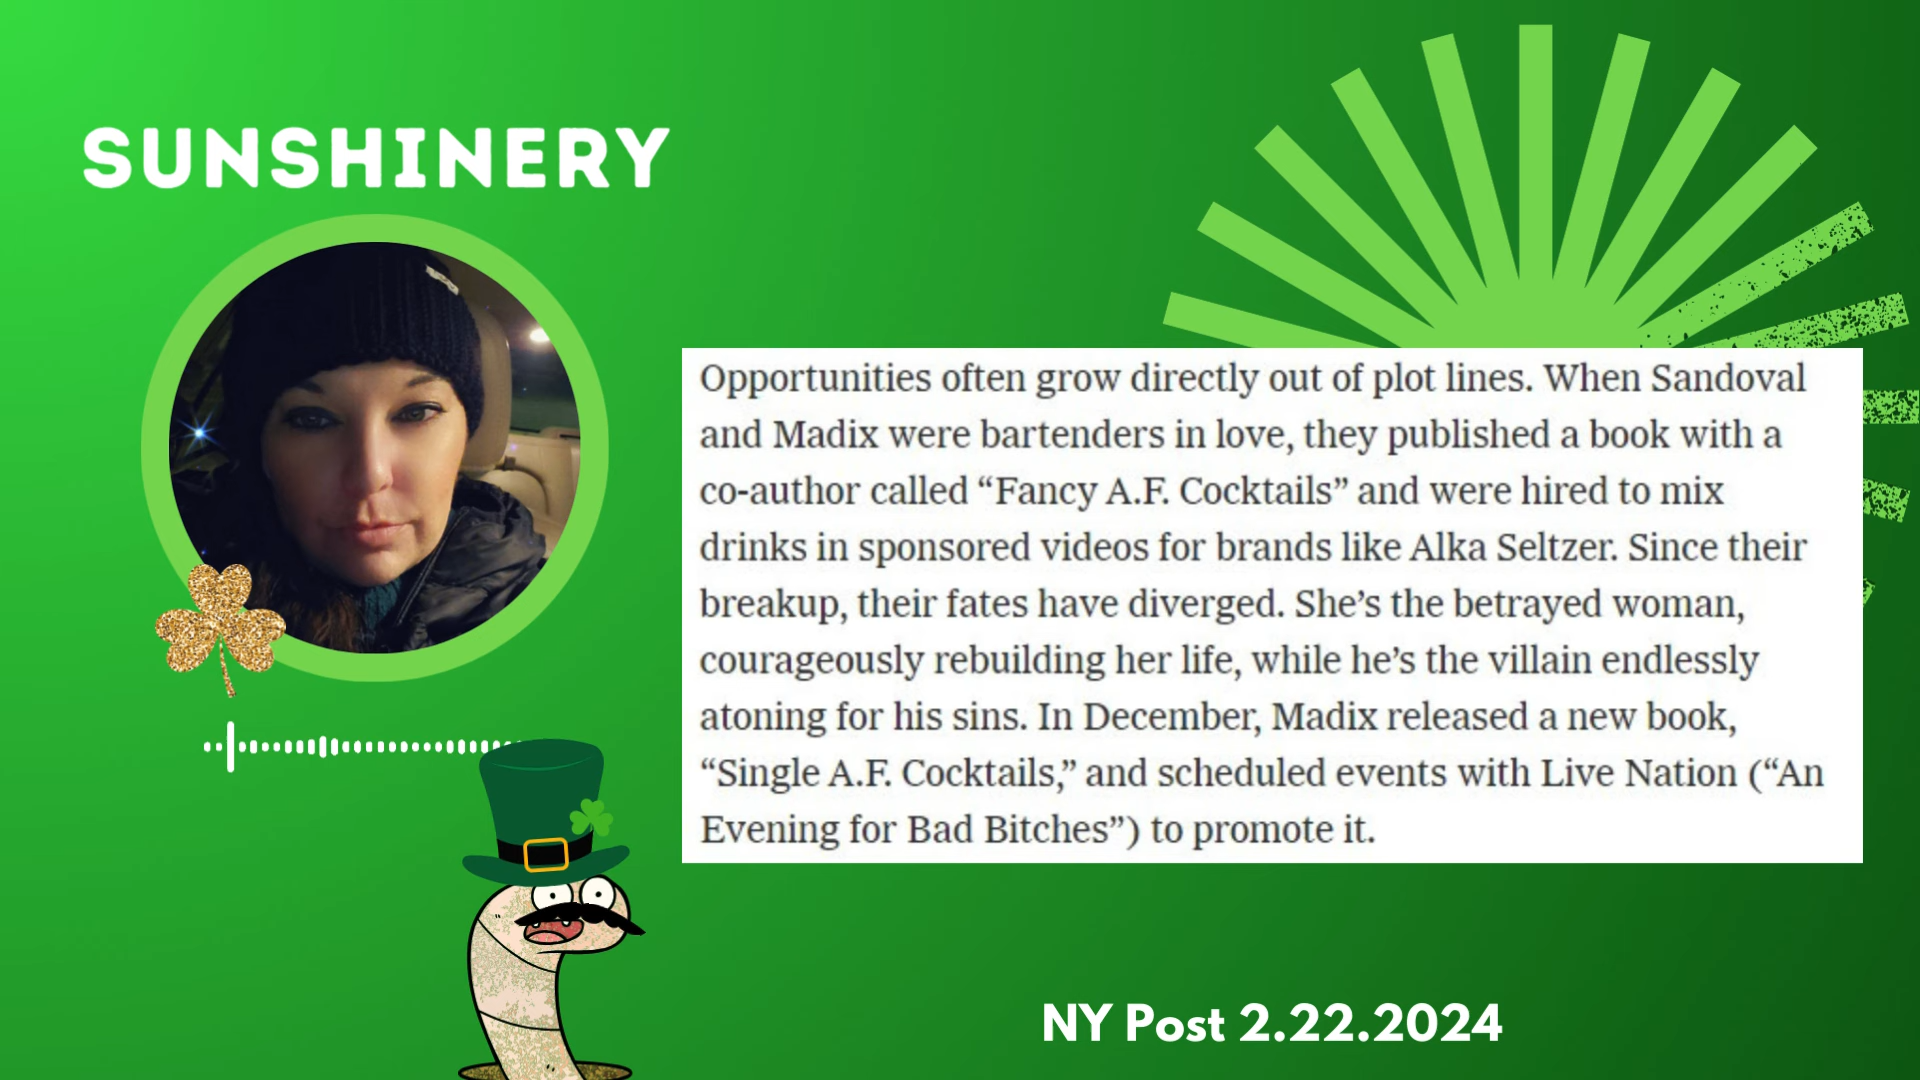 SUNSHINERY
Opportunities often grow directly out of plot lines. When Sandoval
and Madix were bartenders in love, they published a book with a
co-author called “Fancy A.F. Cocktails” and were hired to mix
drinks in sponsored videos for brands like Alka Seltzer. Since their
breakup, their fates have diverged. She’s the betrayed woman,
courageously rebuilding her life, while he’s the villain endlessly
atoning for his sins. In December, Madix released a new book,
“Single A.F. Cocktails,” and scheduled events with Live Nation (“An
Evening for Bad Bitches”) to promote it.
NY Post 2.22.2024